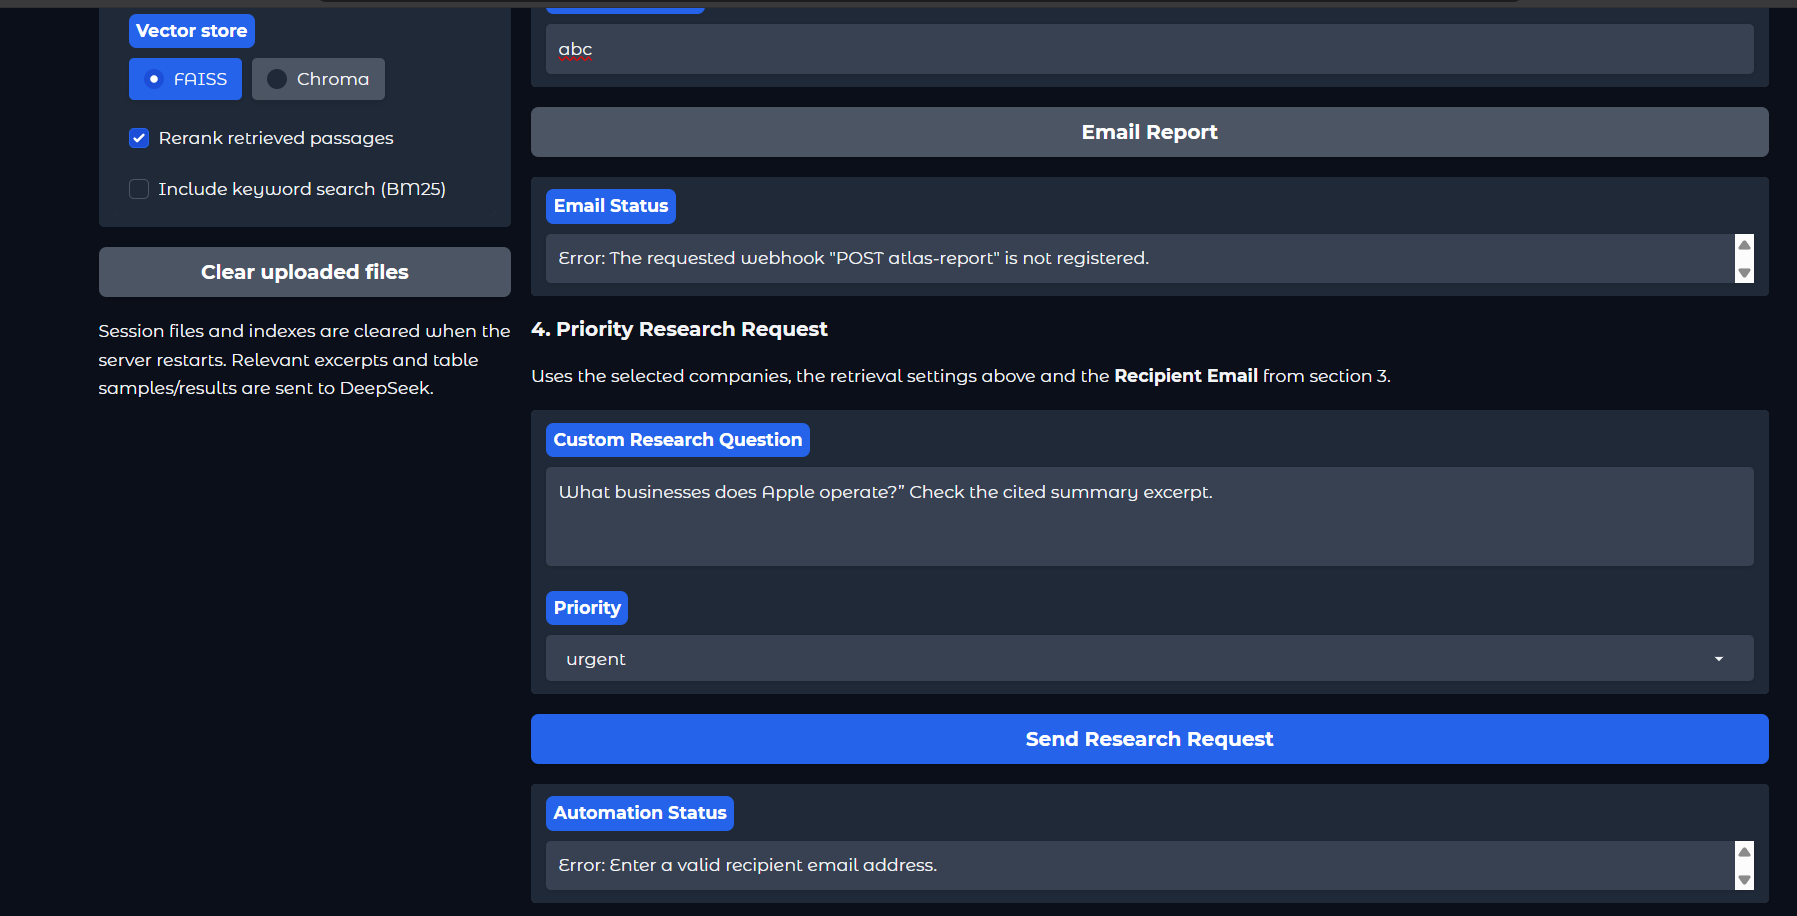 Vector store
FAISS
Chroma
Rerank retrieved passages
Include keyword search (BM25)
Clear uploaded files
Session files and indexes are cleared when the
server restarts. Relevant excerpts and table
samples/results are sent to DeepSeek.
abc
Email Report
Email Status
Error: The requested webhook "POST atlas-report" is not registered.
4. Priority Research Request
Uses the selected companies, the retrieval settings above and the Recipient Email from section 3.
Custom Research Question
What businesses does Apple operate?” Check the cited summary excerpt.
Priority
urgent
Send Research Request
Automation Status
Error: Enter a valid recipient email address.